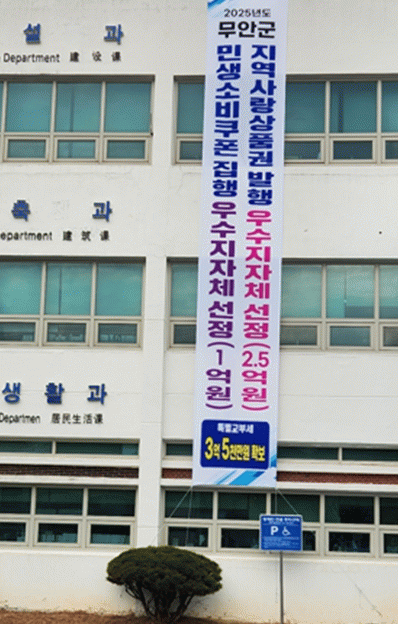 설 과
Department 建设课
축 과
epartment 建筑课
생활과
Departmen 居民生活课
2025년도
무안군
지역사랑상품권 발행 우수지자체 선정(2.5억원)
민생소비쿠폰 집행 우수지자체 선정(1억원)
특별교부세
3억 5천만원 확보
P